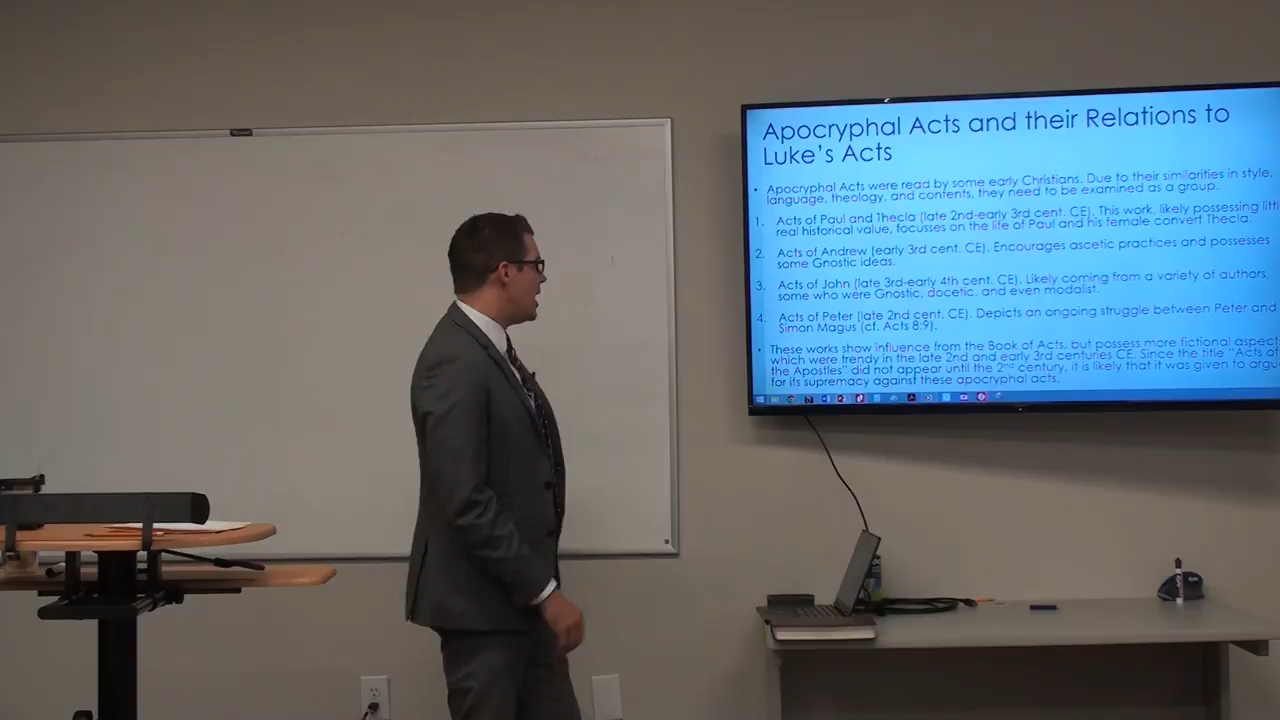 Apocryphal Acts and their Relations to
Luke's Acts
• Apocryphal Acts were read by some early Christians. Due to their similarities in style,
language, theology, and contents, they need to be examined as a group.
1. Acts of Paul and Thecla (late 2nd-early 3rd cent. CE). This work, likely possessing littl
real historical value, focusses on the life of Paul and his female convert Thecla.
2. Acts of Andrew (early 3rd cent. CE). Encourages ascetic practices and possesses
some Gnostic ideas.
3. Acts of John (late 3rd-early 4th cent. CE). Likely coming from a variety of authors,
some who were Gnostic, docetic, and even modalist.
4. Acts of Peter (late 2nd cent. CE). Depicts an ongoing struggle between Peter and
Simon Magus (cf. Acts 8:9).
• These works show influence from the Book of Acts, but possess more fictional aspect
which were trendy in the late 2nd and early 3rd centuries CE. Since the title "Acts of
the Apostles" did not appear until the 2nd century, it is likely that it was given to argu
for its supremacy against these apocryphal acts.